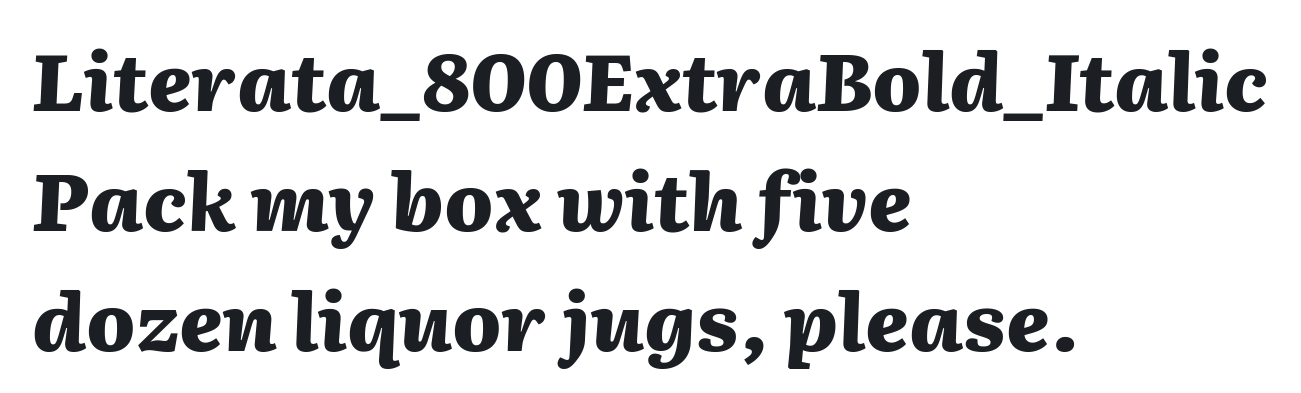 Literata_800ExtraBold_Italic
Pack my box with five
dozen liquor jugs, please.